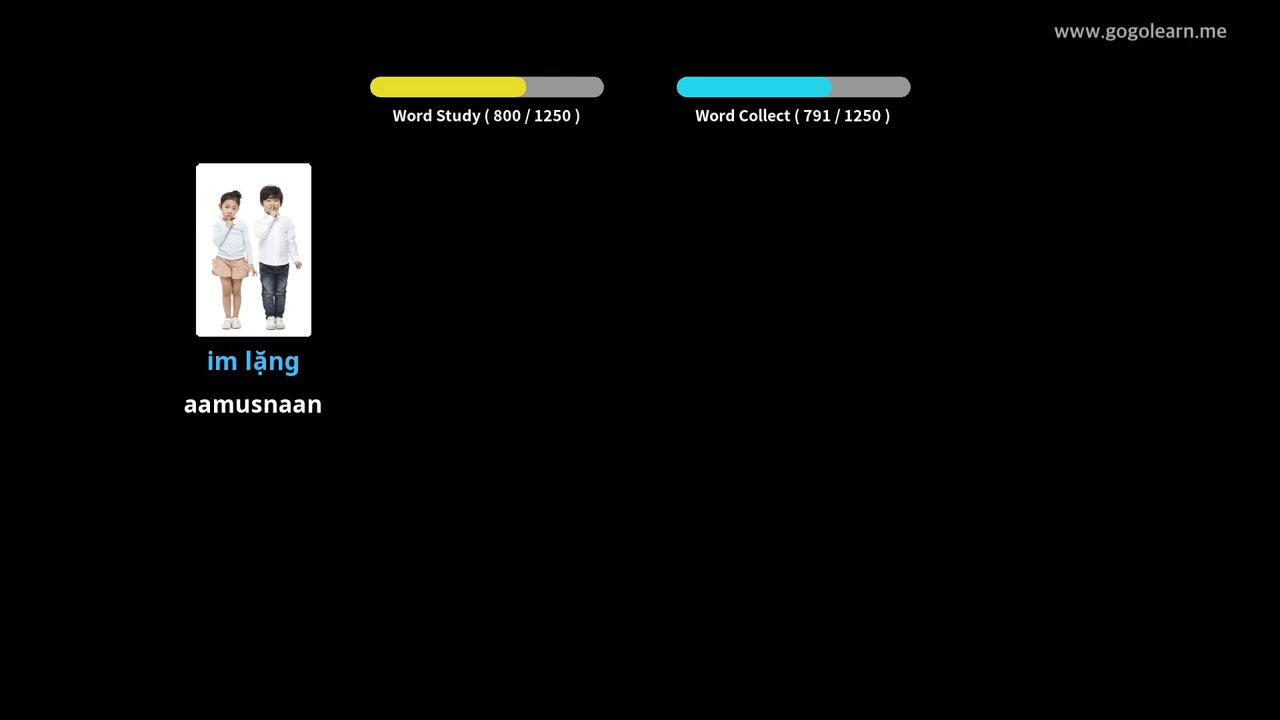 www.gogolearn.me
Word Study ( 800 / 1250 )
Word Collect ( 791 / 1250 )
im lặng
aamusnaan